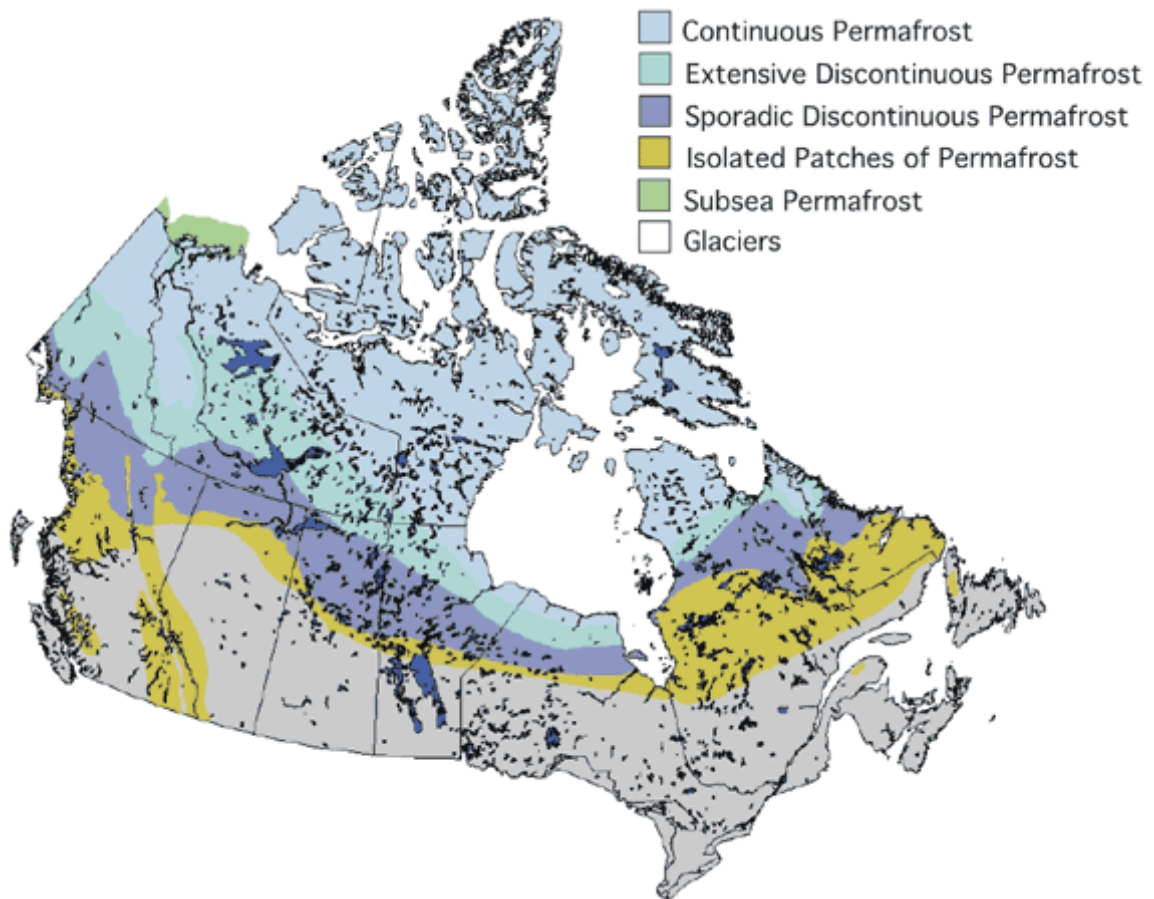 Continuous Permafrost
Extensive Discontinuous Permafrost
Sporadic Discontinuous Permafrost
Isolated Patches of Permafrost
Subsea Permafrost
Glaciers